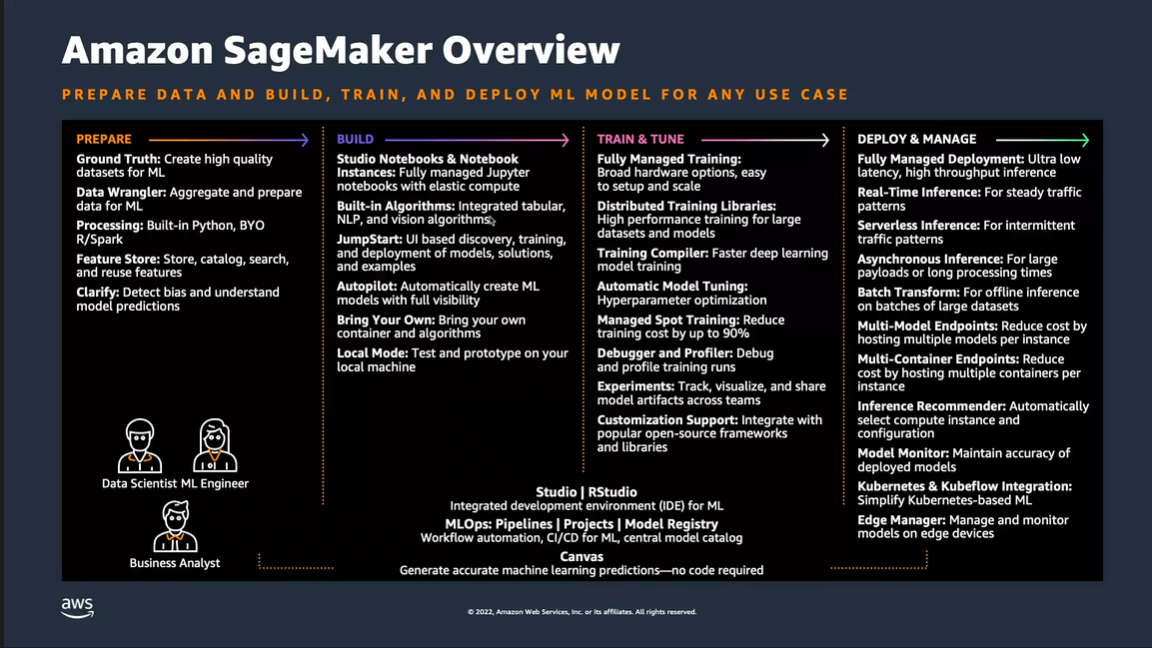 Amazon SageMaker Overview
PREPARE DATA AND BUILD, TRAIN, AND DEPLOY ML MODEL FOR ANY USE CASE
PREPARE
Ground Truth: Create high quality
datasets for ML
Data Wrangler: Aggregate and prepare
data for ML
Processing: Built-in Python, BYO
R/Spark
Feature Store: Store, catalog, search,
and reuse features
Clarify: Detect bias and understand
model predictions
Data Scientist ML Engineer
Business Analyst
BUILD
Studio Notebooks & Notebook
Instances: Fully managed Jupyter
notebooks with elastic compute
Built-in Algorithms: Integrated tabular,
NLP, and vision algorithms
JumpStart: UI based discovery, training,
and deployment of models, solutions,
and examples
Autopilot: Automatically create ML
models with full visibility
Bring Your Own: Bring your own
container and algorithms
Local Mode: Test and prototype on your
local machine
TRAIN & TUNE
Fully Managed Training:
Broad hardware options, easy
to setup and scale
Distributed Training Libraries:
High performance training for large
datasets and models
Training Compiler: Faster deep learning
model training
Automatic Model Tuning:
Hyperparameter optimization
Managed Spot Training: Reduce
training cost by up to 90%
Debugger and Profiler: Debug
and profile training runs
Experiments: Track, visualize, and share
model artifacts across teams
Customization Support: Integrate with
popular open-source frameworks
and libraries
DEPLOY & MANAGE
Fully Managed Deployment: Ultra low
latency, high throughput inference
Real-Time Inference: For steady traffic
patterns
Serverless Inference: For intermittent
traffic patterns
Asynchronous Inference: For large
payloads or long processing times
Batch Transform: For offline inference
on batches of large datasets
Multi-Model Endpoints: Reduce cost by
hosting multiple models per instance
Multi-Container Endpoints: Reduce
cost by hosting multiple containers per
instance
Inference Recommender: Automatically
select compute instance and
configuration
Model Monitor: Maintain accuracy of
deployed models
Kubernetes & Kubeflow Integration:
Simplify Kubernetes-based ML
Edge Manager: Manage and monitor
models on edge devices
Studio | RStudio
Integrated development environment (IDE) for ML
MLOps: Pipelines | Projects | Model Registry
Workflow automation, CI/CD for ML, central model catalog
Canvas
Generate accurate machine learning predictions—no code required
aws
© 2022, Amazon Web Services, Inc. or its affiliates. All rights reserved.